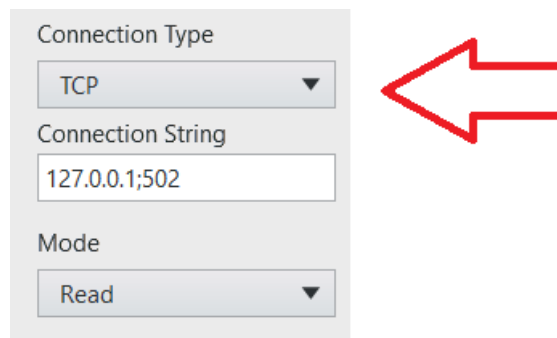 Connection Type
TCP
Connection String
127.0.0.1;502
Mode
Read